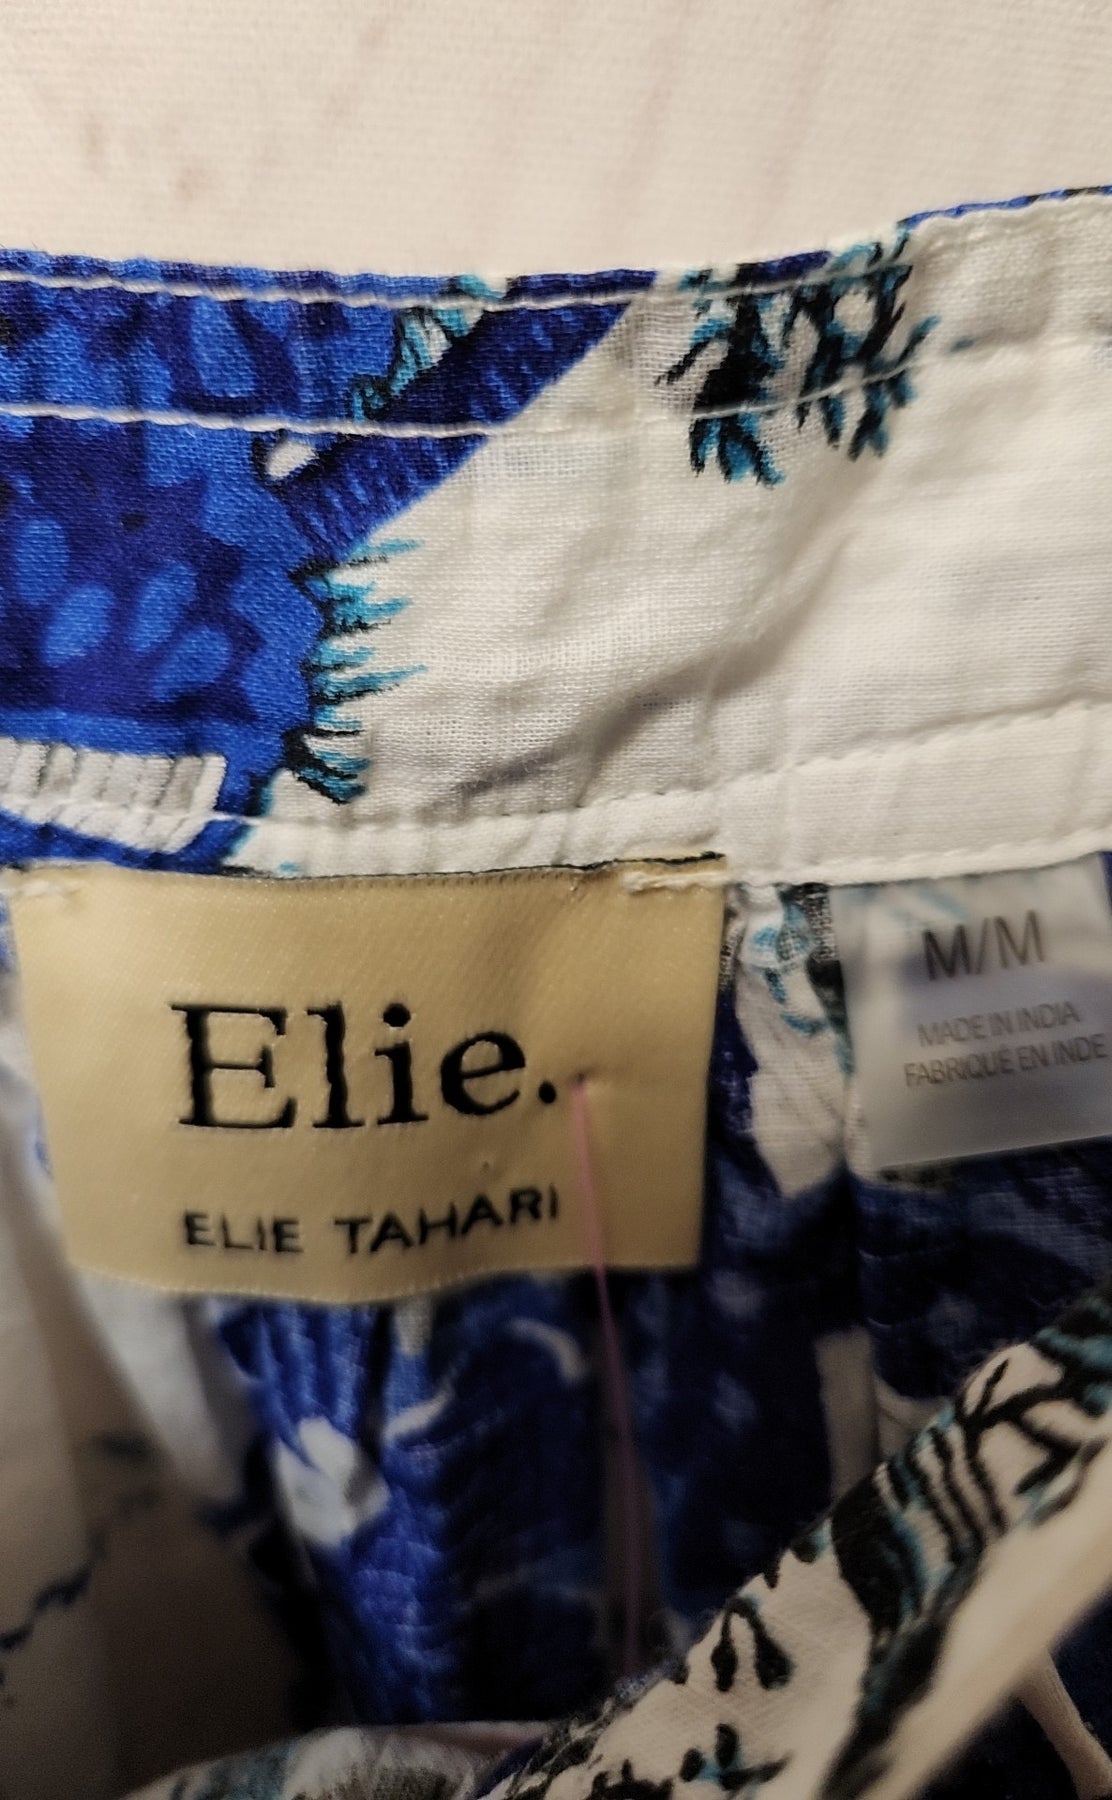 Elie.
ELIE TAHARI
M/M
MADE IN INDIA
FABRIQUÉ EN INDE